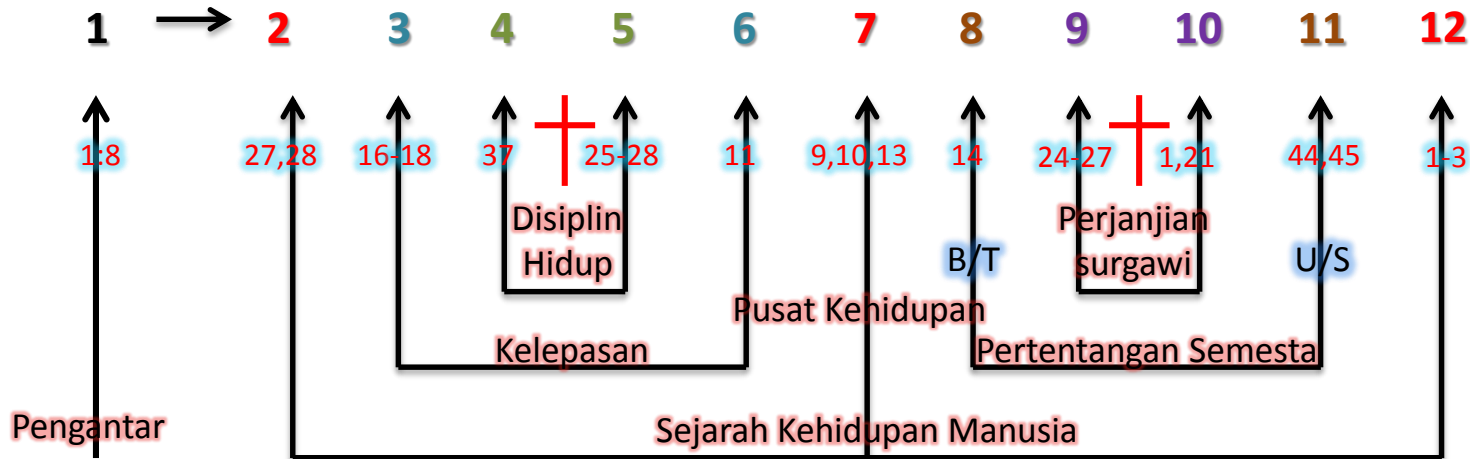 1 2 3 4 5 6 7 8 9 10 11 12
1:8 27,28 16-18 37 25-28 11 9,10,13 14 24-27 1,21 44,45 1-3
Disiplin
Hidup
Perjanjian
surgawi
B/T
U/S
Pusat Kehidupan
Kelepasan
Pertentangan Semesta
Pengantar
Sejarah Kehidupan Manusia